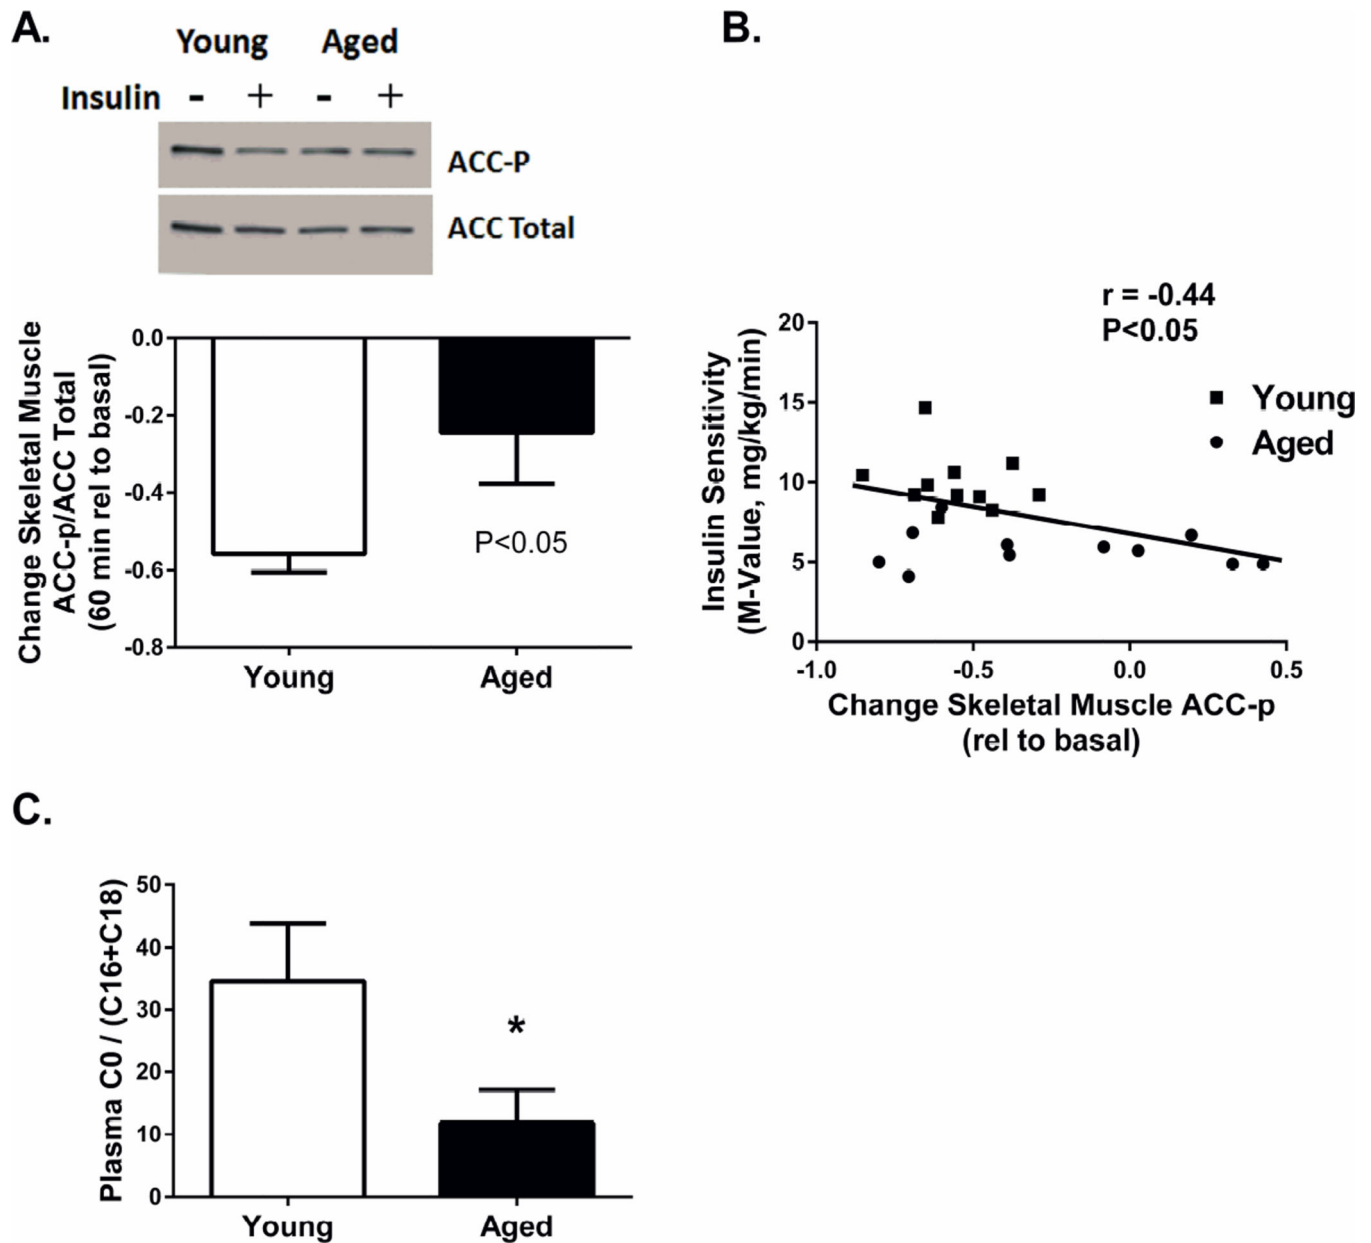 A.
Young Aged
Insulin - + - +
ACC-P
ACC Total
Change Skeletal Muscle
ACC-p/ACC Total
(60 min rel to basal)
0.0
-0.2
-0.4
-0.6
-0.8
P<0.05
Young Aged
B.
r = -0.44
P<0.05
Insulin Sensitivity
(M-Value, mg/kg/min)
20
15
10
5
0
Young
Aged
-1.0 -0.5 0.0 0.5
Change Skeletal Muscle ACC-p
(rel to basal)
C.
Plasma C0 / (C16+C18)
50
40
30
20
10
0
*
Young Aged